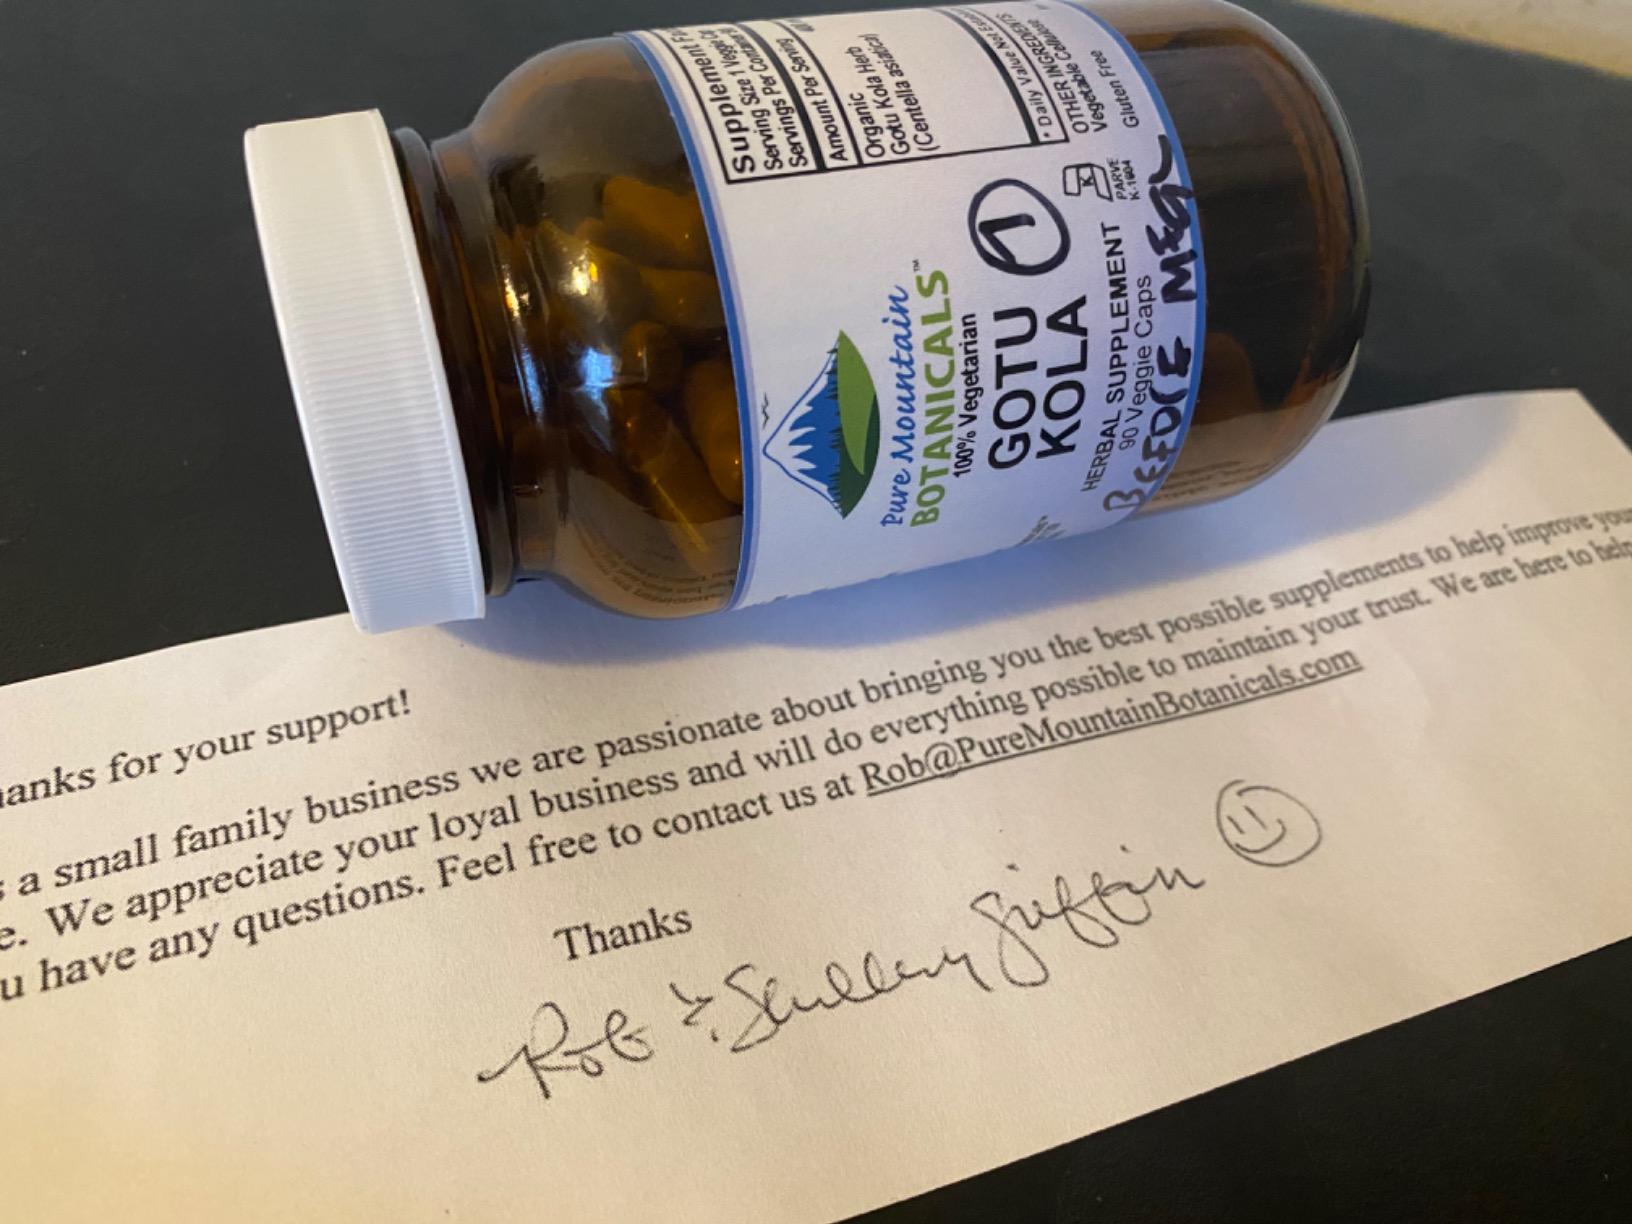 Supplement
Serving Size 1 Veggie
Servings Per
Amount Per Serving
Organic
Gotu Kola Herb
(Centella asiatica)
* Daily Value Not
OTHER INGREDIENTS:
Vegetable Cellulose
Gluten Free
K
PARVE
K-1604
Pure Mountain
BOTANICALS™
100% Vegetarian
GOTU
KOLA
1
HERBAL SUPPLEMENT
90 Veggie Caps
BEFORE MEAL
hanks for your support!
s a small family business we are passionate about bringing you the best possible supplements to help improve your
e. We appreciate your loyal business and will do everything possible to maintain your trust. We are here to help
u have any questions. Feel free to contact us at Rob@PureMountainBotanicals.com
Thanks
Rob & Griffin